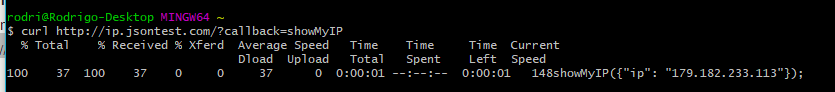 rodri@Rodrigo-Desktop MINGW64 ~
$ curl http://ip.jsontest.com/?callback=showMyIP
  % Total    % Received % Xferd  Average Speed   Time    Time     Time  Current
                                 Dload  Upload   Total   Spent    Left  Speed
100    37  100    37    0     0     37      0  0:00:01 --:--:--  0:00:01   148showMyIP({"ip": "179.182.233.113"});